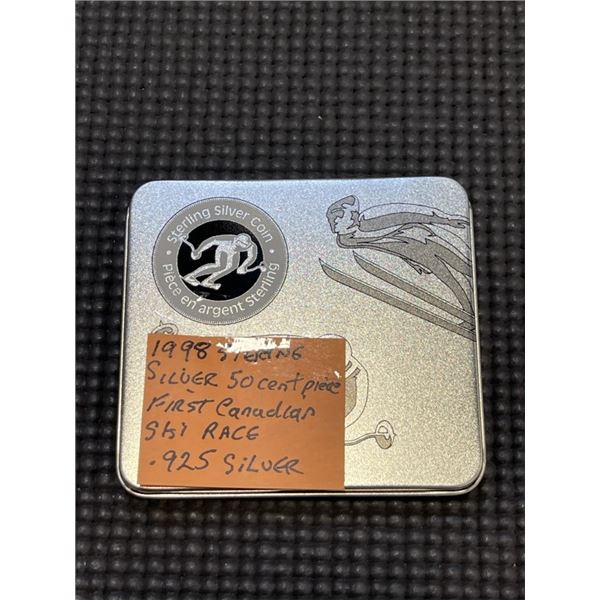 Sterling Silver Coin
Pièce en argent Sterling
1998 STERLING
SILVER 50 cent piece
FIRST Canadian
Ski RACE
.925 SILVER